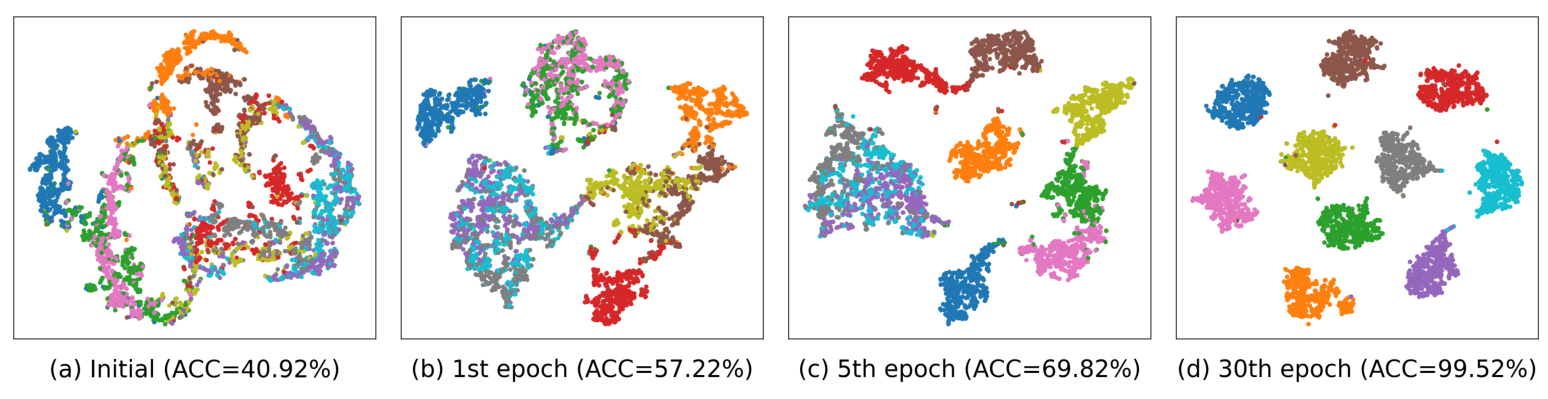 (a) Initial (ACC=40.92%)
(b) 1st epoch (ACC=57.22%)
(c) 5th epoch (ACC=69.82%)
(d) 30th epoch (ACC=99.52%)